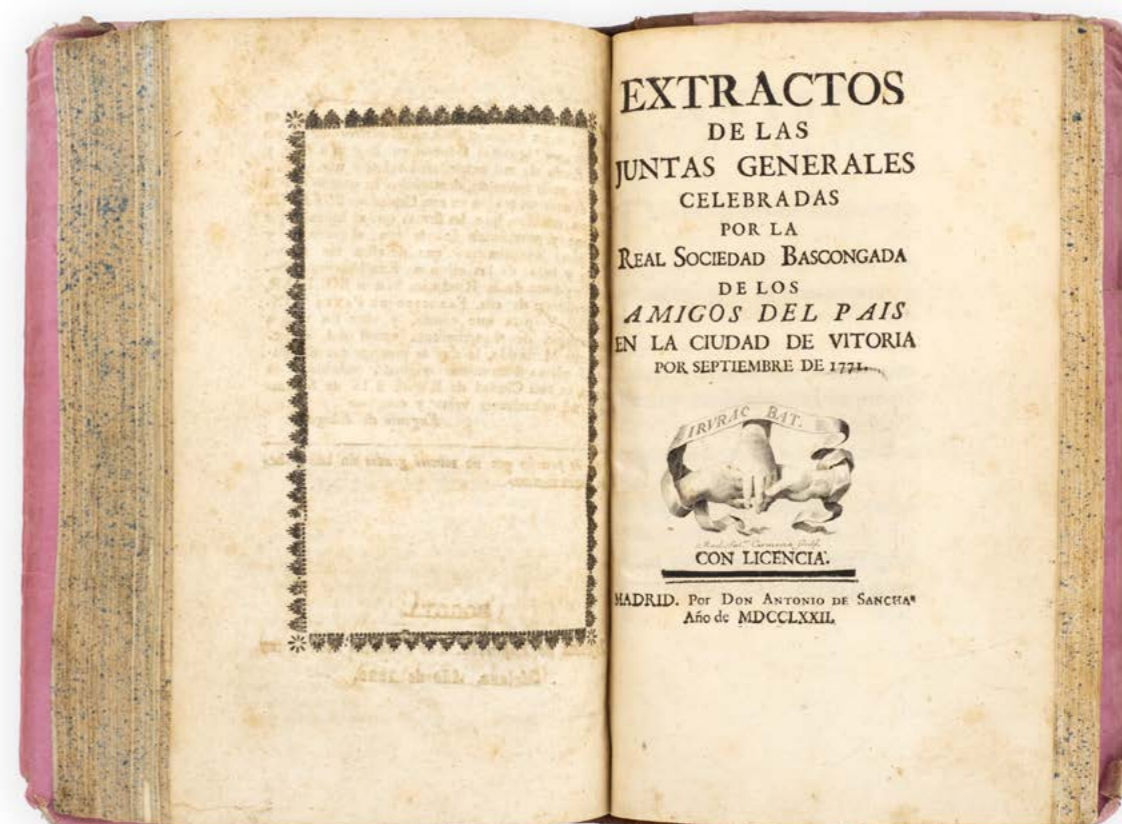 EXTRACTOS
DE LAS
JUNTAS GENERALES
CELEBRADAS
POR LA
REAL SOCIEDAD BASCONGADA
DE LOS
AMIGOS DEL PAIS
EN LA CIUDAD DE VITORIA
POR SEPTIEMBRE DE 1771.
IRVRAC BAT.
CON LICENCIA.
MADRID. Por DON ANTONIO DE SANCHA
Año de MDCCLXXII.